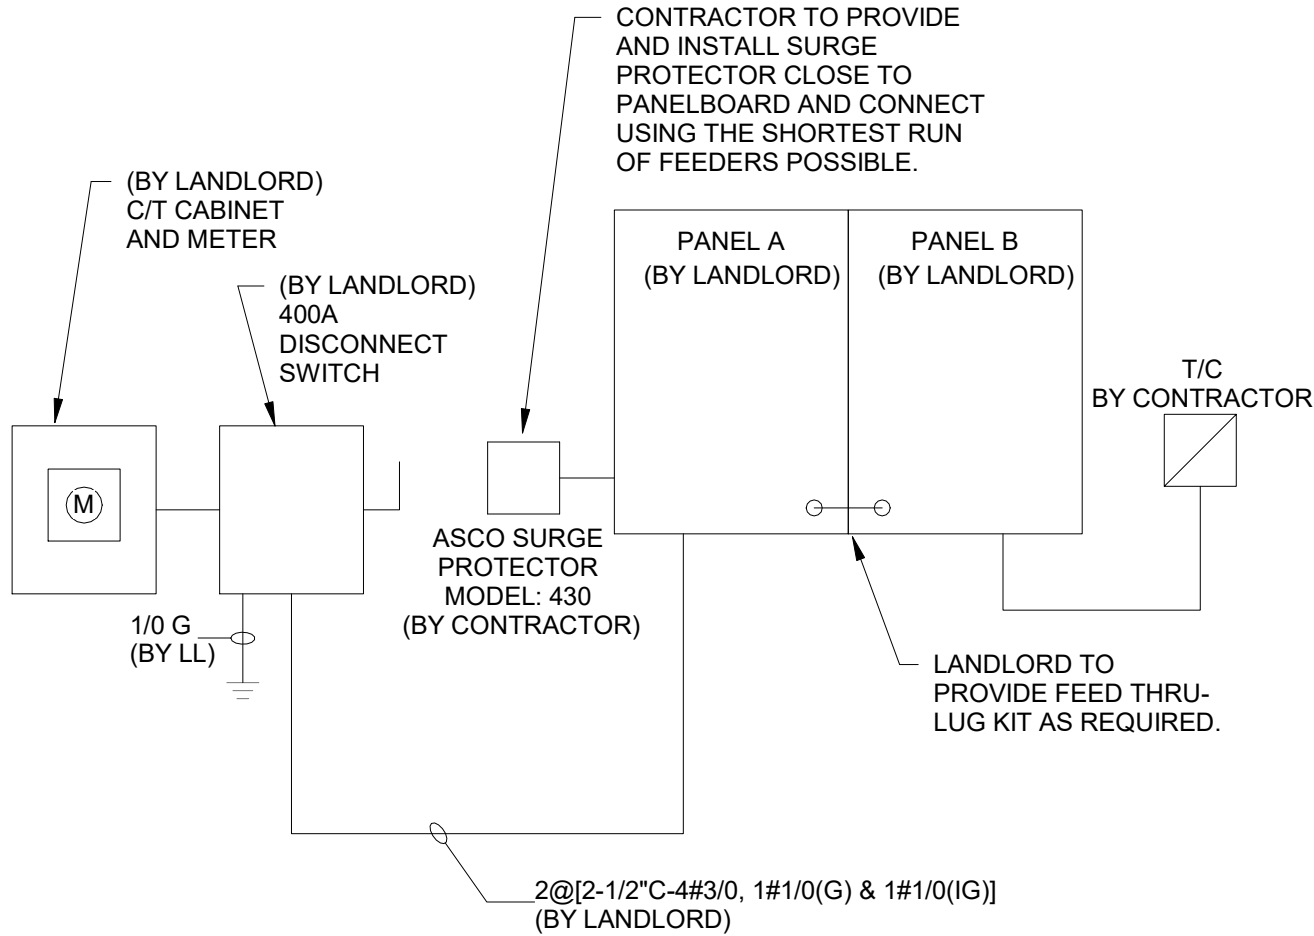 CONTRACTOR TO PROVIDE
AND INSTALL SURGE
PROTECTOR CLOSE TO
PANELBOARD AND CONNECT
USING THE SHORTEST RUN
OF FEEDERS POSSIBLE.
(BY LANDLORD)
C/T CABINET
AND METER
(BY LANDLORD)
400A
DISCONNECT
SWITCH
PANEL A
(BY LANDLORD)
PANEL B
(BY LANDLORD)
T/C
BY CONTRACTOR
M
ASCO SURGE
PROTECTOR
MODEL: 430
(BY CONTRACTOR)
1/0 G
(BY LL)
LANDLORD TO
PROVIDE FEED THRU-
LUG KIT AS REQUIRED.
2@[2-1/2"C-4#3/0, 1#1/0(G) & 1#1/0(IG)]
(BY LANDLORD)